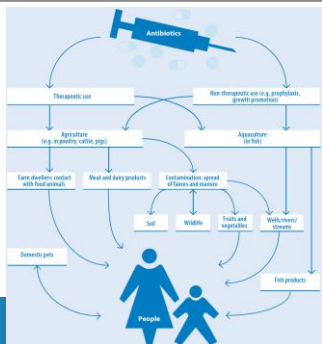 Antibiotics
Therapeutic use
Non-therapeutic use (e.g, prophylaxis,
growth promotion)
Agriculture
(e.g, in poultry, cattle, pigs)
Aquaculture
(in fish)
Farm dwellers: contact
with food animals
Meat and dairy products
Contamination: spread
of faeces and manure
Soil
Wildlife
Fruits and
vegetables
Wells/rivers/
streams
Domestic pets
Fish products
People